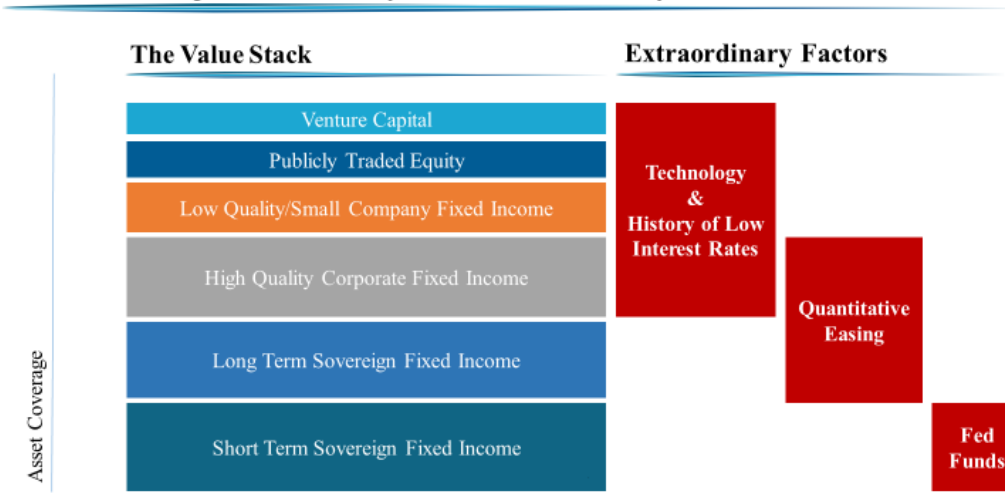 The Value Stack
Extraordinary Factors
Venture Capital
Publicly Traded Equity
Low Quality/Small Company Fixed Income
High Quality Corporate Fixed Income
Long Term Sovereign Fixed Income
Short Term Sovereign Fixed Income
Technology
&
History of Low
Interest Rates
Quantitative
Easing
Fed
Funds
Asset Coverage